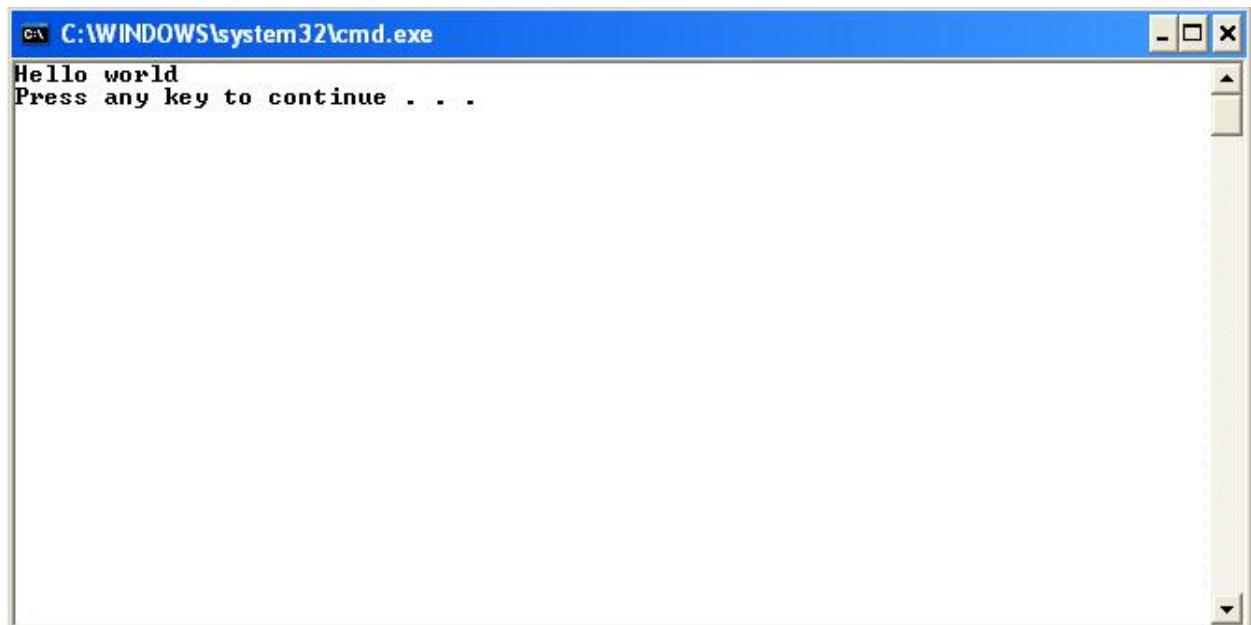 C:\WINDOWS\system32\cmd.exe
Hello world
Press any key to continue . . .